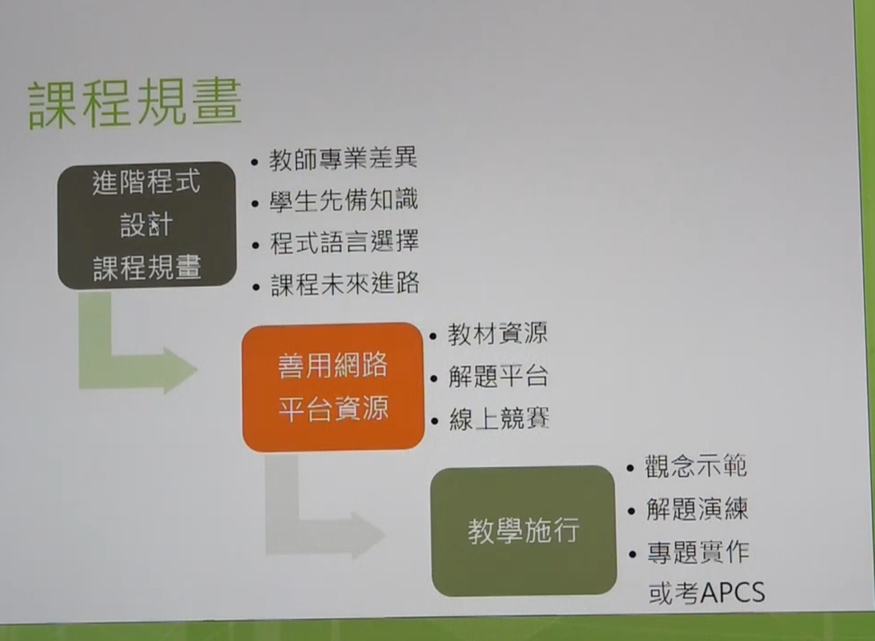 課程規畫
進階程式
設計
課程規畫
• 教師專業差異
• 學生先備知識
• 程式語言選擇
• 課程未來進路
善用網路
平台資源
• 教材資源
• 解題平台
• 線上競賽
教學施行
• 觀念示範
• 解題演練
• 專題實作
或考APCS